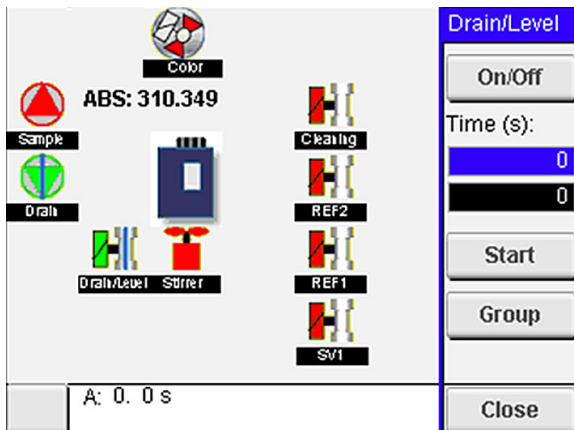 Color
ABS: 310.349
Sample
Cleaning
Drain
REF2
Drain/Level
Stirrer
REF1
SV1
A: 0. 0 s
Drain/Level
On/Off
Time (s):
0
0
Start
Group
Close